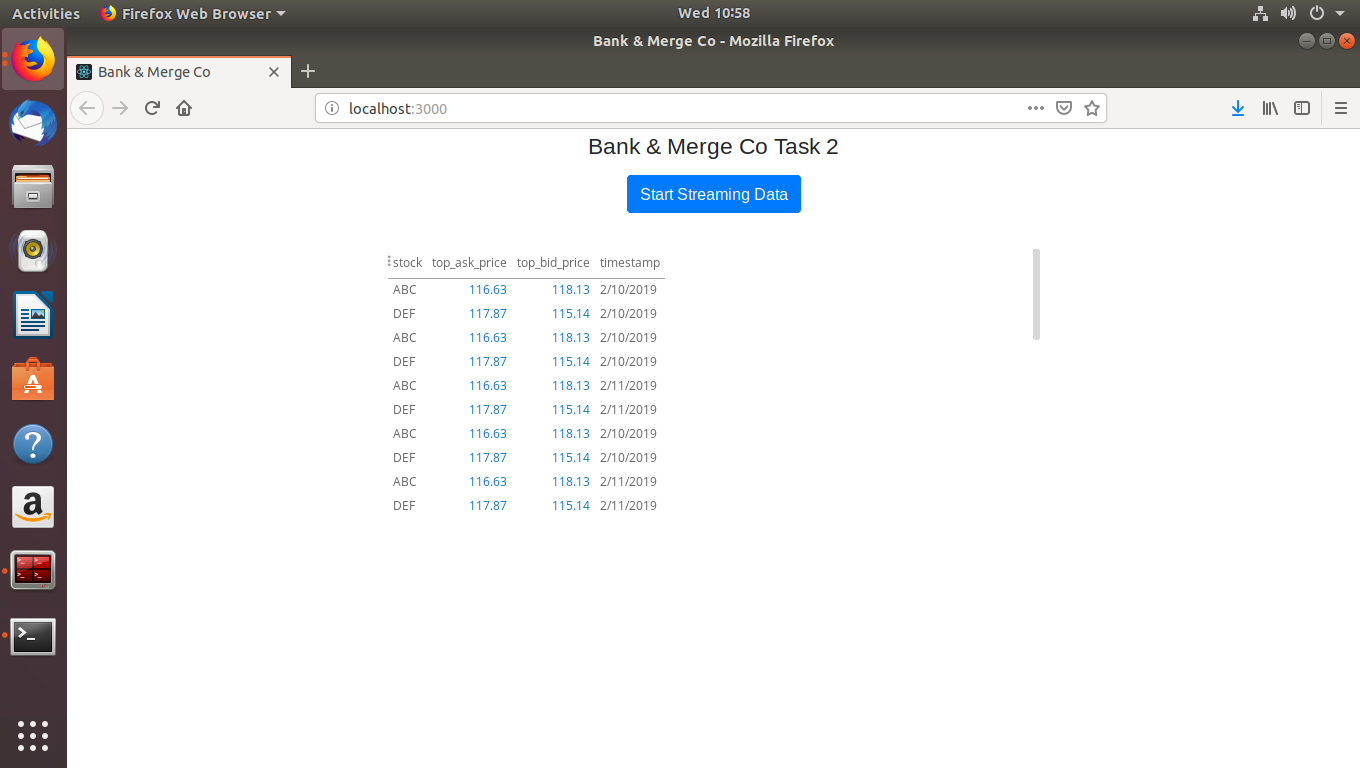 Activities Firefox Web Browser Wed 10:58
Bank & Merge Co - Mozilla Firefox
Bank & Merge Co
localhost:3000
Bank & Merge Co Task 2
Start Streaming Data
stock top_ask_price top_bid_price timestamp
ABC 116.63 118.13 2/10/2019
DEF 117.87 115.14 2/10/2019
ABC 116.63 118.13 2/10/2019
DEF 117.87 115.14 2/10/2019
ABC 116.63 118.13 2/11/2019
DEF 117.87 115.14 2/11/2019
ABC 116.63 118.13 2/10/2019
DEF 117.87 115.14 2/10/2019
ABC 116.63 118.13 2/11/2019
DEF 117.87 115.14 2/11/2019